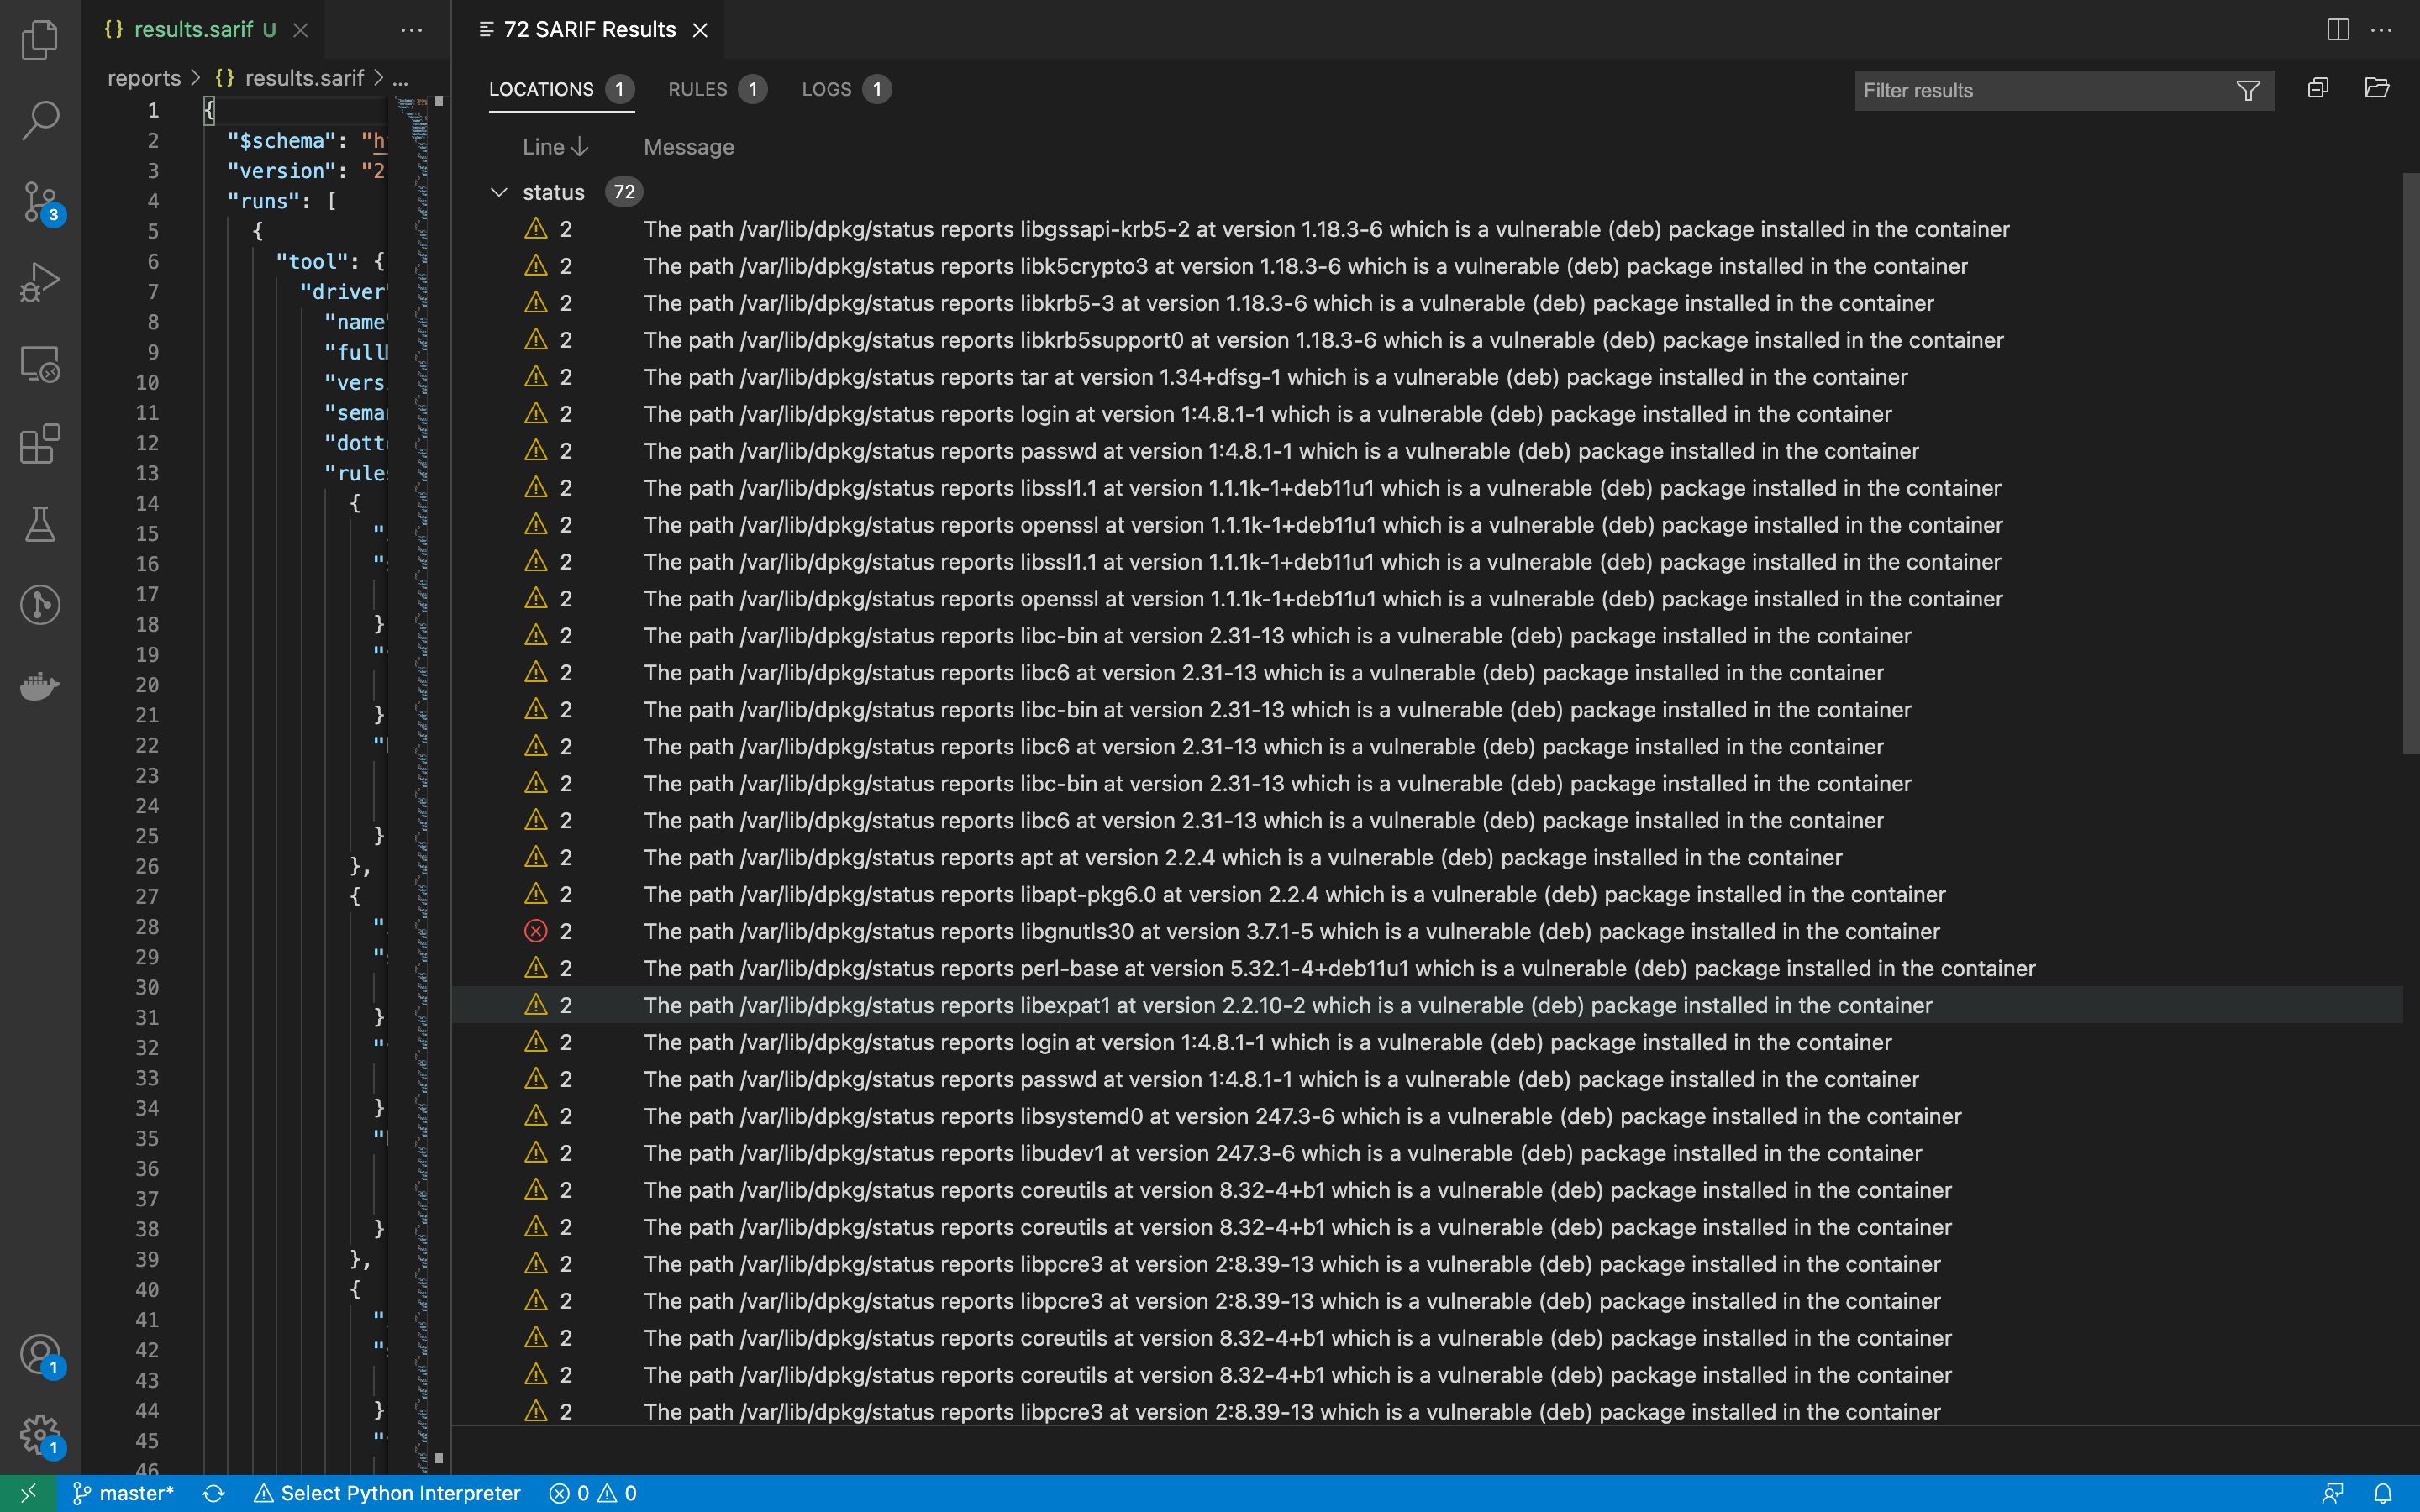 {} results.sarif U
72 SARIF Results
reports > {} results.sarif > ...
LOCATIONS 1 RULES 1 LOGS 1
Filter results
Line Message
status 72
2 The path /var/lib/dpkg/status reports libgssapi-krb5-2 at version 1.18.3-6 which is a vulnerable (deb) package installed in the container
2 The path /var/lib/dpkg/status reports libk5crypto3 at version 1.18.3-6 which is a vulnerable (deb) package installed in the container
2 The path /var/lib/dpkg/status reports libkrb5-3 at version 1.18.3-6 which is a vulnerable (deb) package installed in the container
2 The path /var/lib/dpkg/status reports libkrb5support0 at version 1.18.3-6 which is a vulnerable (deb) package installed in the container
2 The path /var/lib/dpkg/status reports tar at version 1.34+dfsg-1 which is a vulnerable (deb) package installed in the container
2 The path /var/lib/dpkg/status reports login at version 1:4.8.1-1 which is a vulnerable (deb) package installed in the container
2 The path /var/lib/dpkg/status reports passwd at version 1:4.8.1-1 which is a vulnerable (deb) package installed in the container
2 The path /var/lib/dpkg/status reports libssl1.1 at version 1.1.1k-1+deb11u1 which is a vulnerable (deb) package installed in the container
2 The path /var/lib/dpkg/status reports openssl at version 1.1.1k-1+deb11u1 which is a vulnerable (deb) package installed in the container
2 The path /var/lib/dpkg/status reports libssl1.1 at version 1.1.1k-1+deb11u1 which is a vulnerable (deb) package installed in the container
2 The path /var/lib/dpkg/status reports openssl at version 1.1.1k-1+deb11u1 which is a vulnerable (deb) package installed in the container
2 The path /var/lib/dpkg/status reports libc-bin at version 2.31-13 which is a vulnerable (deb) package installed in the container
2 The path /var/lib/dpkg/status reports libc6 at version 2.31-13 which is a vulnerable (deb) package installed in the container
2 The path /var/lib/dpkg/status reports libc-bin at version 2.31-13 which is a vulnerable (deb) package installed in the container
2 The path /var/lib/dpkg/status reports libc6 at version 2.31-13 which is a vulnerable (deb) package installed in the container
2 The path /var/lib/dpkg/status reports libc-bin at version 2.31-13 which is a vulnerable (deb) package installed in the container
2 The path /var/lib/dpkg/status reports libc6 at version 2.31-13 which is a vulnerable (deb) package installed in the container
2 The path /var/lib/dpkg/status reports apt at version 2.2.4 which is a vulnerable (deb) package installed in the container
2 The path /var/lib/dpkg/status reports libapt-pkg6.0 at version 2.2.4 which is a vulnerable (deb) package installed in the container
2 The path /var/lib/dpkg/status reports libgnutls30 at version 3.7.1-5 which is a vulnerable (deb) package installed in the container
2 The path /var/lib/dpkg/status reports perl-base at version 5.32.1-4+deb11u1 which is a vulnerable (deb) package installed in the container
2 The path /var/lib/dpkg/status reports libexpat1 at version 2.2.10-2 which is a vulnerable (deb) package installed in the container
2 The path /var/lib/dpkg/status reports login at version 1:4.8.1-1 which is a vulnerable (deb) package installed in the container
2 The path /var/lib/dpkg/status reports passwd at version 1:4.8.1-1 which is a vulnerable (deb) package installed in the container
2 The path /var/lib/dpkg/status reports libsystemd0 at version 247.3-6 which is a vulnerable (deb) package installed in the container
2 The path /var/lib/dpkg/status reports libudev1 at version 247.3-6 which is a vulnerable (deb) package installed in the container
2 The path /var/lib/dpkg/status reports coreutils at version 8.32-4+b1 which is a vulnerable (deb) package installed in the container
2 The path /var/lib/dpkg/status reports coreutils at version 8.32-4+b1 which is a vulnerable (deb) package installed in the container
2 The path /var/lib/dpkg/status reports libpcre3 at version 2:8.39-13 which is a vulnerable (deb) package installed in the container
2 The path /var/lib/dpkg/status reports libpcre3 at version 2:8.39-13 which is a vulnerable (deb) package installed in the container
2 The path /var/lib/dpkg/status reports coreutils at version 8.32-4+b1 which is a vulnerable (deb) package installed in the container
2 The path /var/lib/dpkg/status reports coreutils at version 8.32-4+b1 which is a vulnerable (deb) package installed in the container
2 The path /var/lib/dpkg/status reports libpcre3 at version 2:8.39-13 which is a vulnerable (deb) package installed in the container
1 {
2 "$schema": "h
3 "version": "2
4 "runs": [
5 {
6 "tool": {
7 "driver
8 "name
9 "full
10 "vers
11 "sema
12 "dott
13 "rule
14 {
15 "
16 "
17
18 }
19 "
20
21 }
22 "
23
24
25 }
26 },
27 {
28 "
29 "
30
31 }
32 "
33
34 }
35 "
36
37
38 }
39 },
40 {
41 "
42 "
43
44 }
45 "
46
3
1
1
master* Select Python Interpreter 0 0